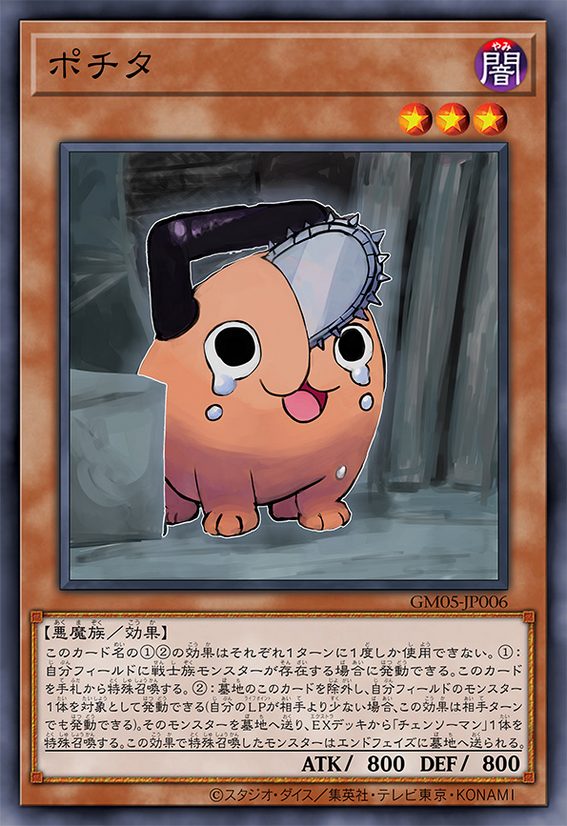 ポチタ
闇
やみ
GM05-JP006
【悪魔族／効果】
このカード名の①②の効果はそれぞれ1ターンに1度しか使用できない。①：
自分フィールドに戦士族モンスターが存在する場合に発動できる。このカード
を手札から特殊召喚する。②：墓地のこのカードを除外し、自分フィールドのモンスター
1体を対象として発動できる（自分のLPが相手より少ない場合、この効果は相手ターン
でも発動できる）。そのモンスターを墓地へ送り、EXデッキから「チェンソーマン」1体を
特殊召喚する。この効果で特殊召喚したモンスターはエンドフェイズに墓地へ送られる。
ATK/ 800 DEF/ 800
©スタジオ・ダイス／集英社・テレビ東京・KONAMI